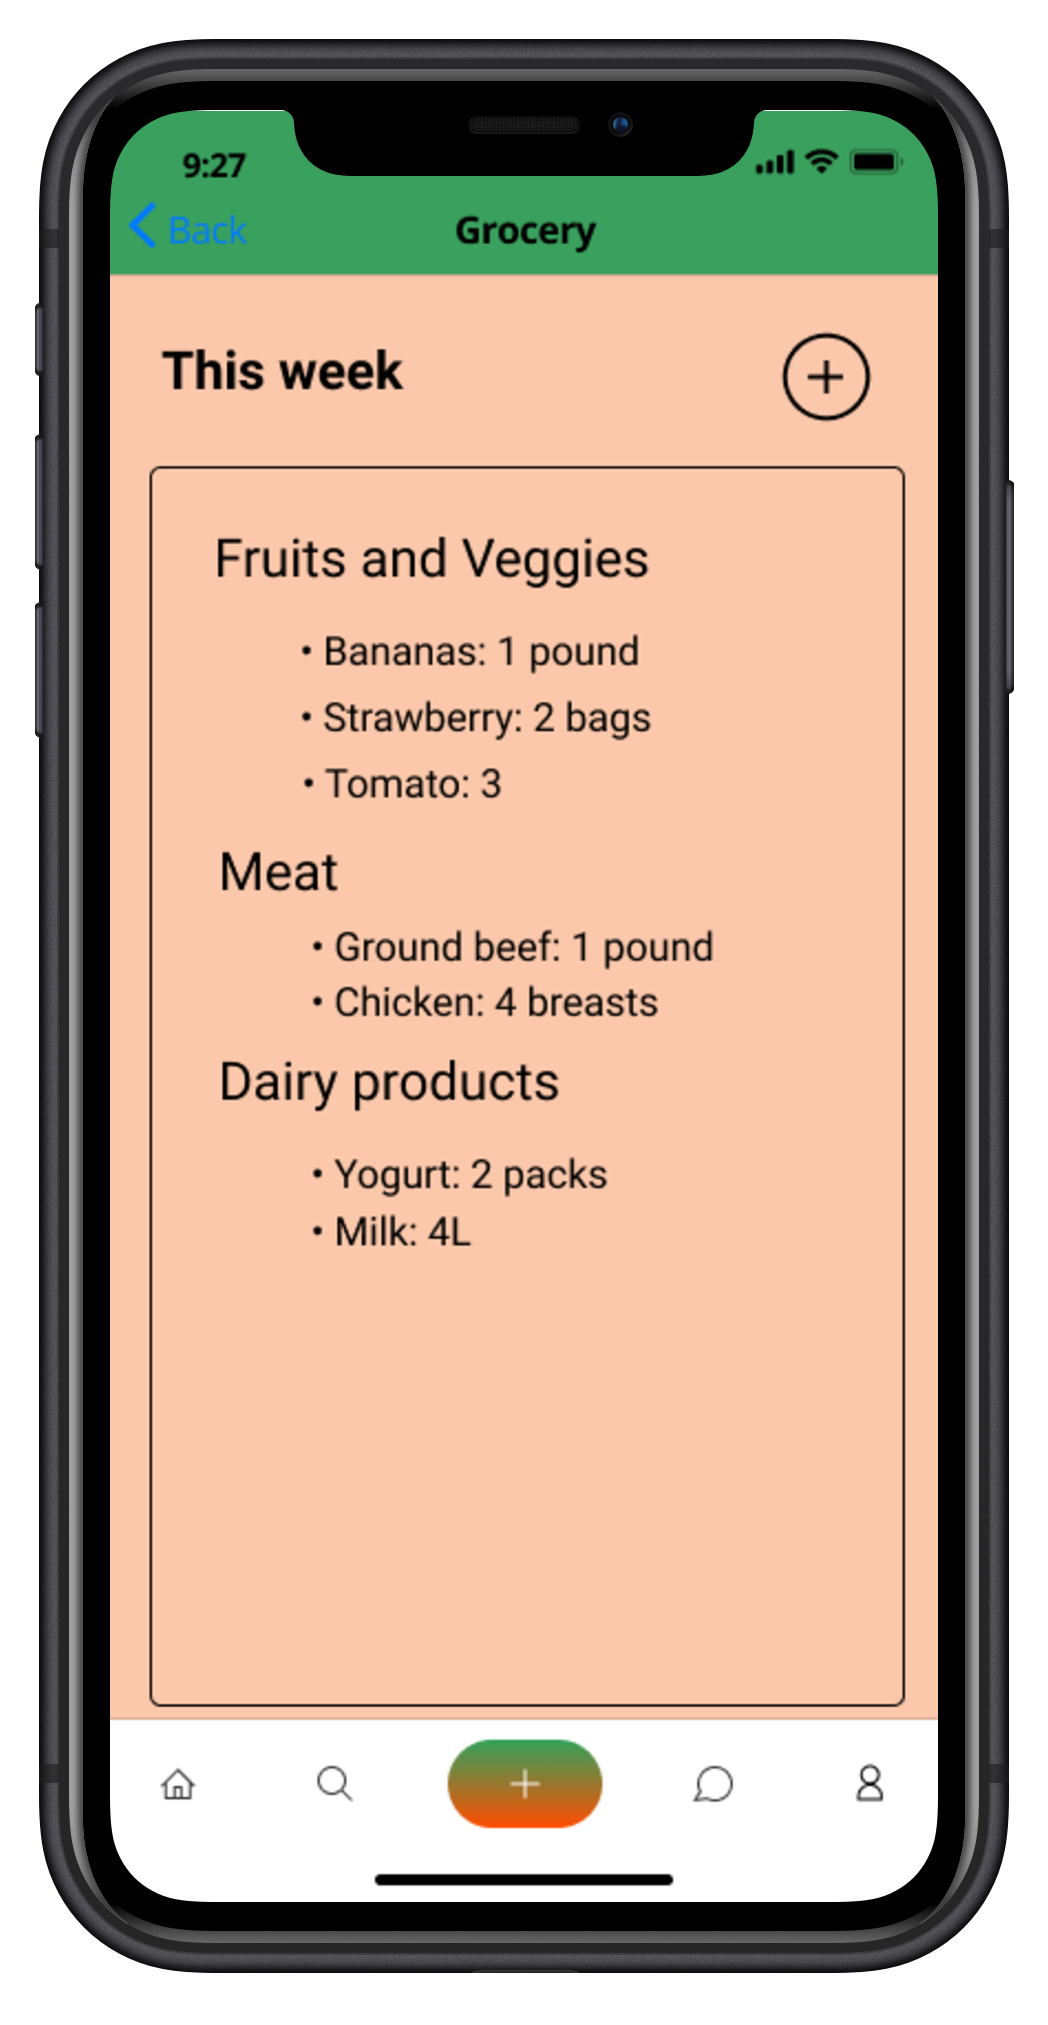 9:27
Back
Grocery
This week
Fruits and Veggies
• Bananas: 1 pound
• Strawberry: 2 bags
• Tomato: 3
Meat
• Ground beef: 1 pound
• Chicken: 4 breasts
Dairy products
• Yogurt: 2 packs
• Milk: 4L